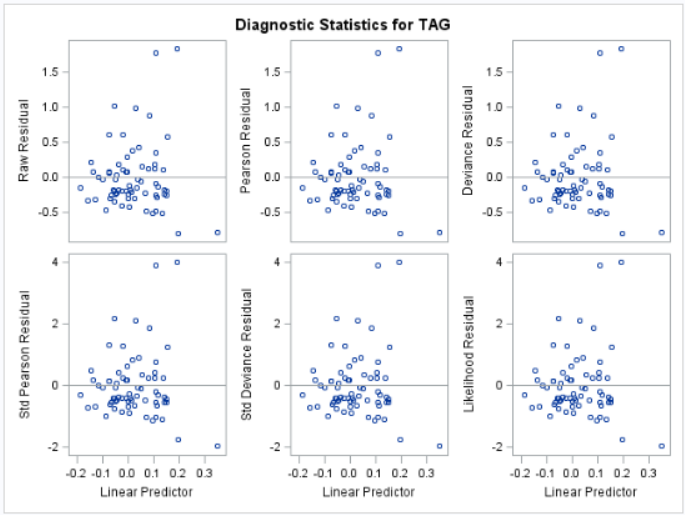 Diagnostic Statistics for TAG
Raw Residual
1.5
1.0
0.5
0.0
-0.5
Pearson Residual
1.5
1.0
0.5
0.0
-0.5
Deviance Residual
1.5
1.0
0.5
0.0
-0.5
Std Pearson Residual
4
2
0
-2
Std Deviance Residual
4
2
0
-2
Likelihood Residual
4
2
0
-2
-0.2 -0.1 0.0 0.1 0.2 0.3
-0.2 -0.1 0.0 0.1 0.2 0.3
-0.2 -0.1 0.0 0.1 0.2 0.3
Linear Predictor
Linear Predictor
Linear Predictor